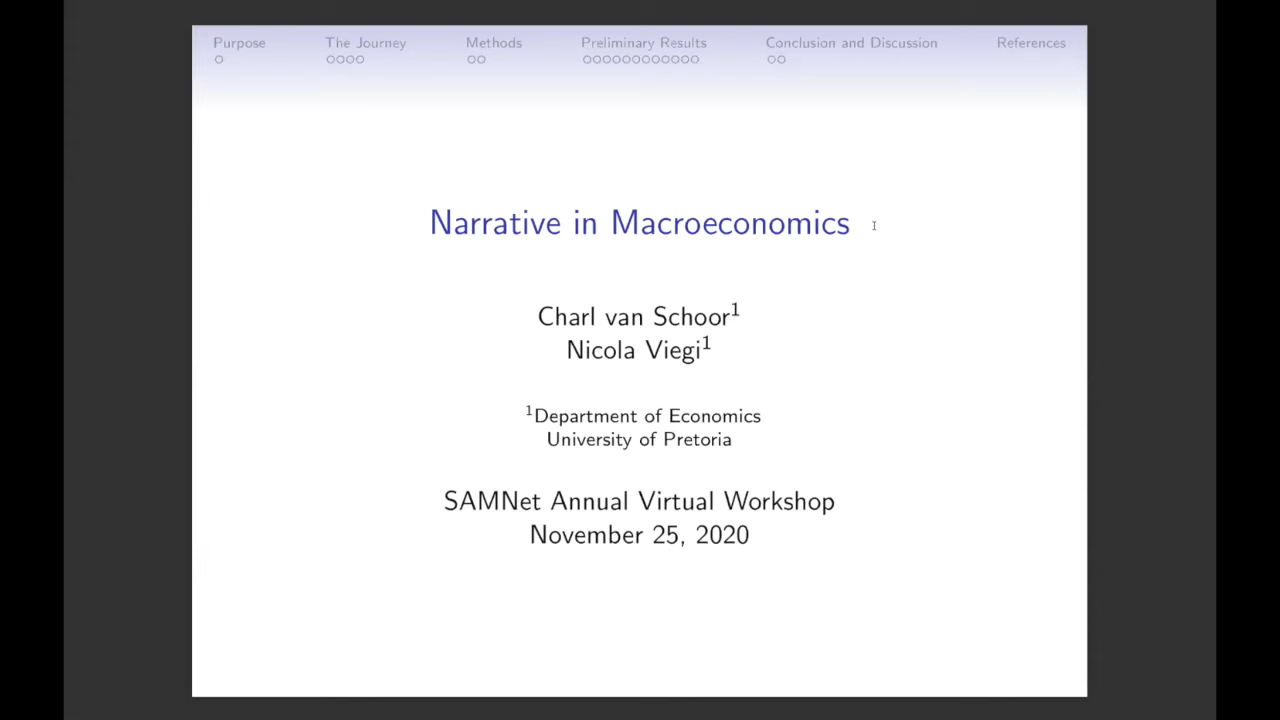 Purpose The Journey Methods Preliminary Results Conclusion and Discussion References
Narrative in Macroeconomics
Charl van Schoor¹
Nicola Viegi¹
¹Department of Economics
University of Pretoria
SAMNet Annual Virtual Workshop
November 25, 2020